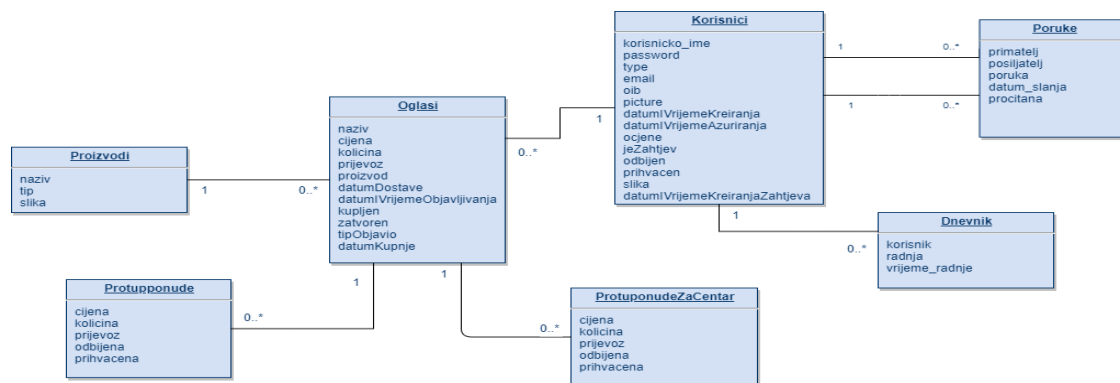 Proizvodi
naziv
tip
slika
1
0..*
Oglasi
naziv
cijena
kolicina
prijevoz
proizvod
datumDostave
datumIVrijemeObjavljivanja
kupljen
zatvoren
tipObjavio
datumKupnje
0..*
1
Korisnici
korisnicko_ime
password
type
email
oib
picture
datumIVrijemeKreiranja
datumIVrijemeAzuriranja
ocjene
jeZahtjev
odbijen
prihvacen
slika
datumIVrijemeKreiranjaZahtjeva
1
0..*
1
0..*
Poruke
primatelj
posiljatelj
poruka
datum_slanja
procitana
1
0..*
Dnevnik
korisnik
radnja
vrijeme_radnje
1
0..*
Protupponude
cijena
kolicina
prijevoz
odbijena
prihvacena
1
0..*
ProtuponudeZaCentar
cijena
kolicina
prijevoz
odbijena
prihvacena